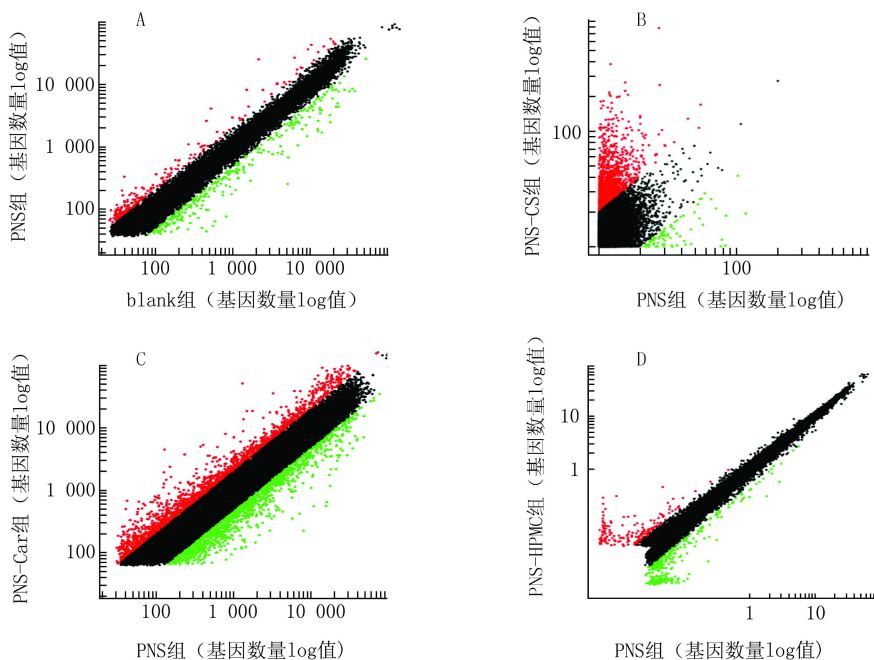 A
PNS组（基因数量log值）
10 000
1 000
100
100
1 000
10 000
blank组（基因数量log值）
B
PNS-CS组（基因数量log值）
100
100
PNS组（基因数量log值)
C
PNS-Car组（基因数量log值）
10 000
1 000
100
100
1 000
10 000
PNS组（基因数量log值)
D
PNS-HPMC组（基因数量log值）
10
1
1
10
PNS组（基因数量log值)